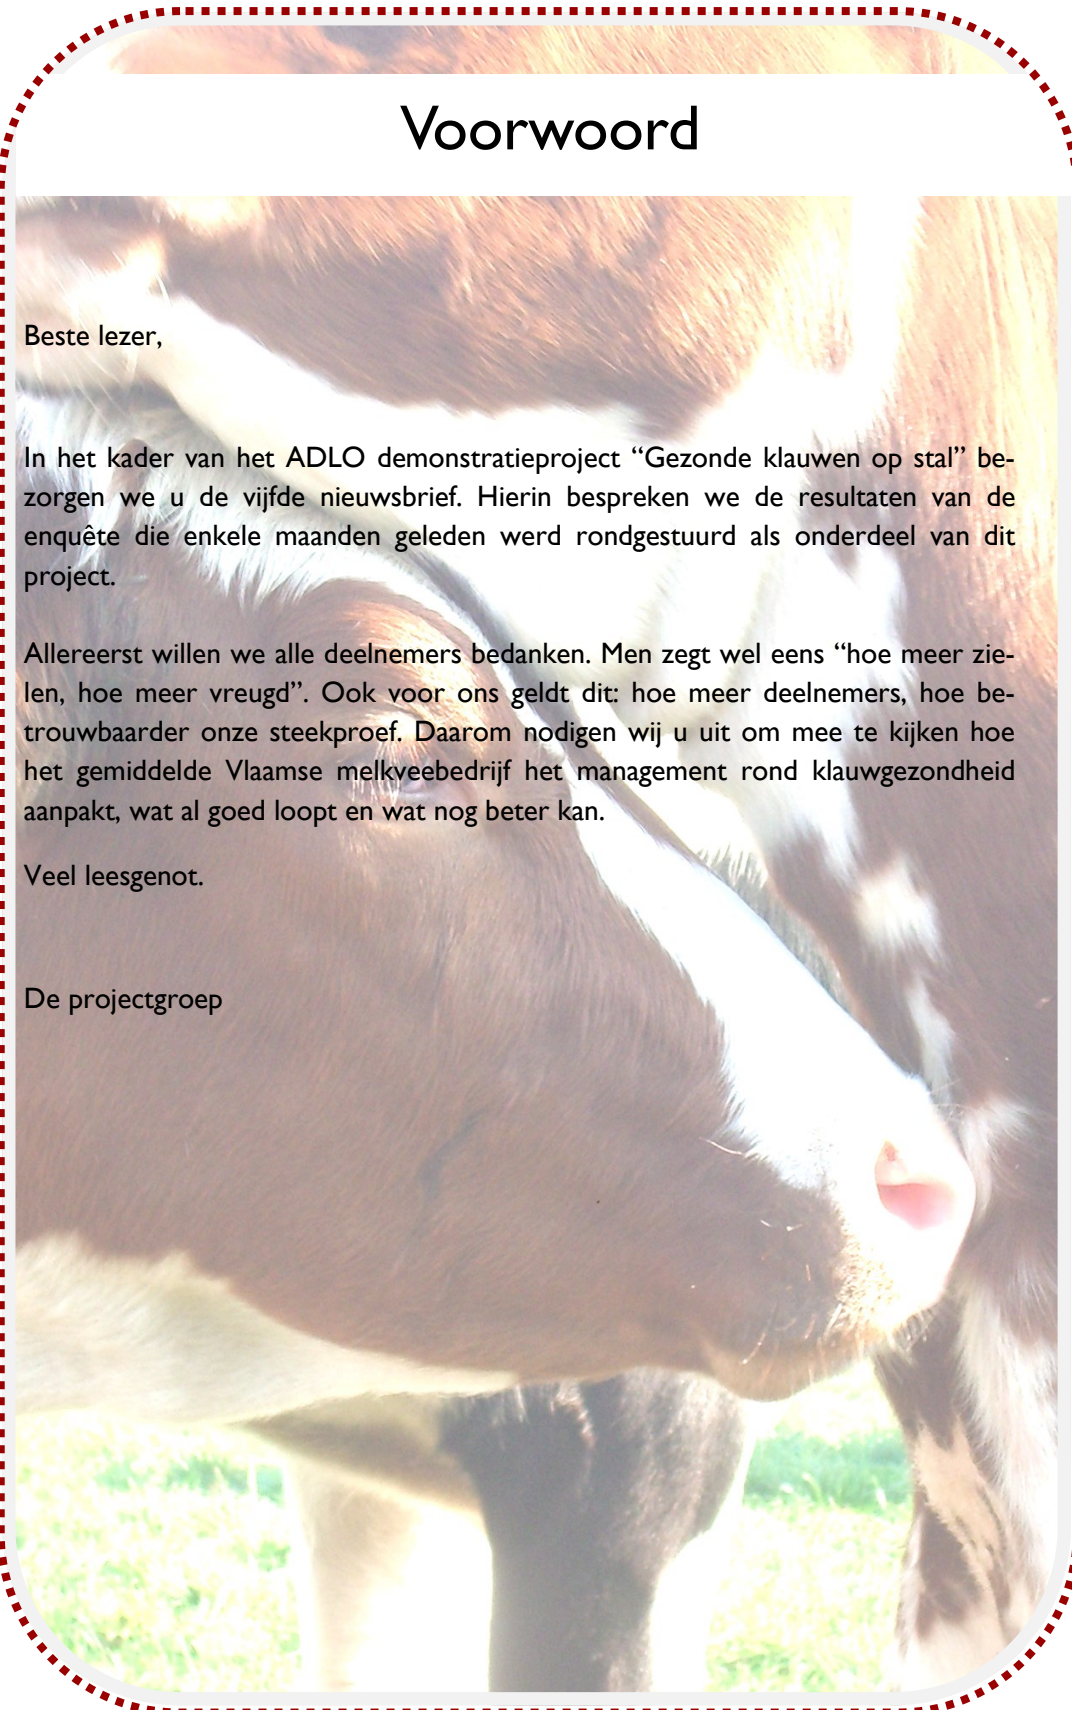 Voorwoord
Beste lezer,
In het kader van het ADLO demonstratieproject “Gezonde klauwen op stal” be-
zorgen we u de vijfde nieuwsbrief. Hierin bespreken we de resultaten van de
enquête die enkele maanden geleden werd rondgestuurd als onderdeel van dit
project.
Allereerst willen we alle deelnemers bedanken. Men zegt wel eens “hoe meer zie-
len, hoe meer vreugd”. Ook voor ons geldt dit: hoe meer deelnemers, hoe be-
trouwbaarder onze steekproef. Daarom nodigen wij u uit om mee te kijken hoe
het gemiddelde Vlaamse melkveebedrijf het management rond klauwgezondheid
aanpakt, wat al goed loopt en wat nog beter kan.
Veel leesgenot.
De projectgroep